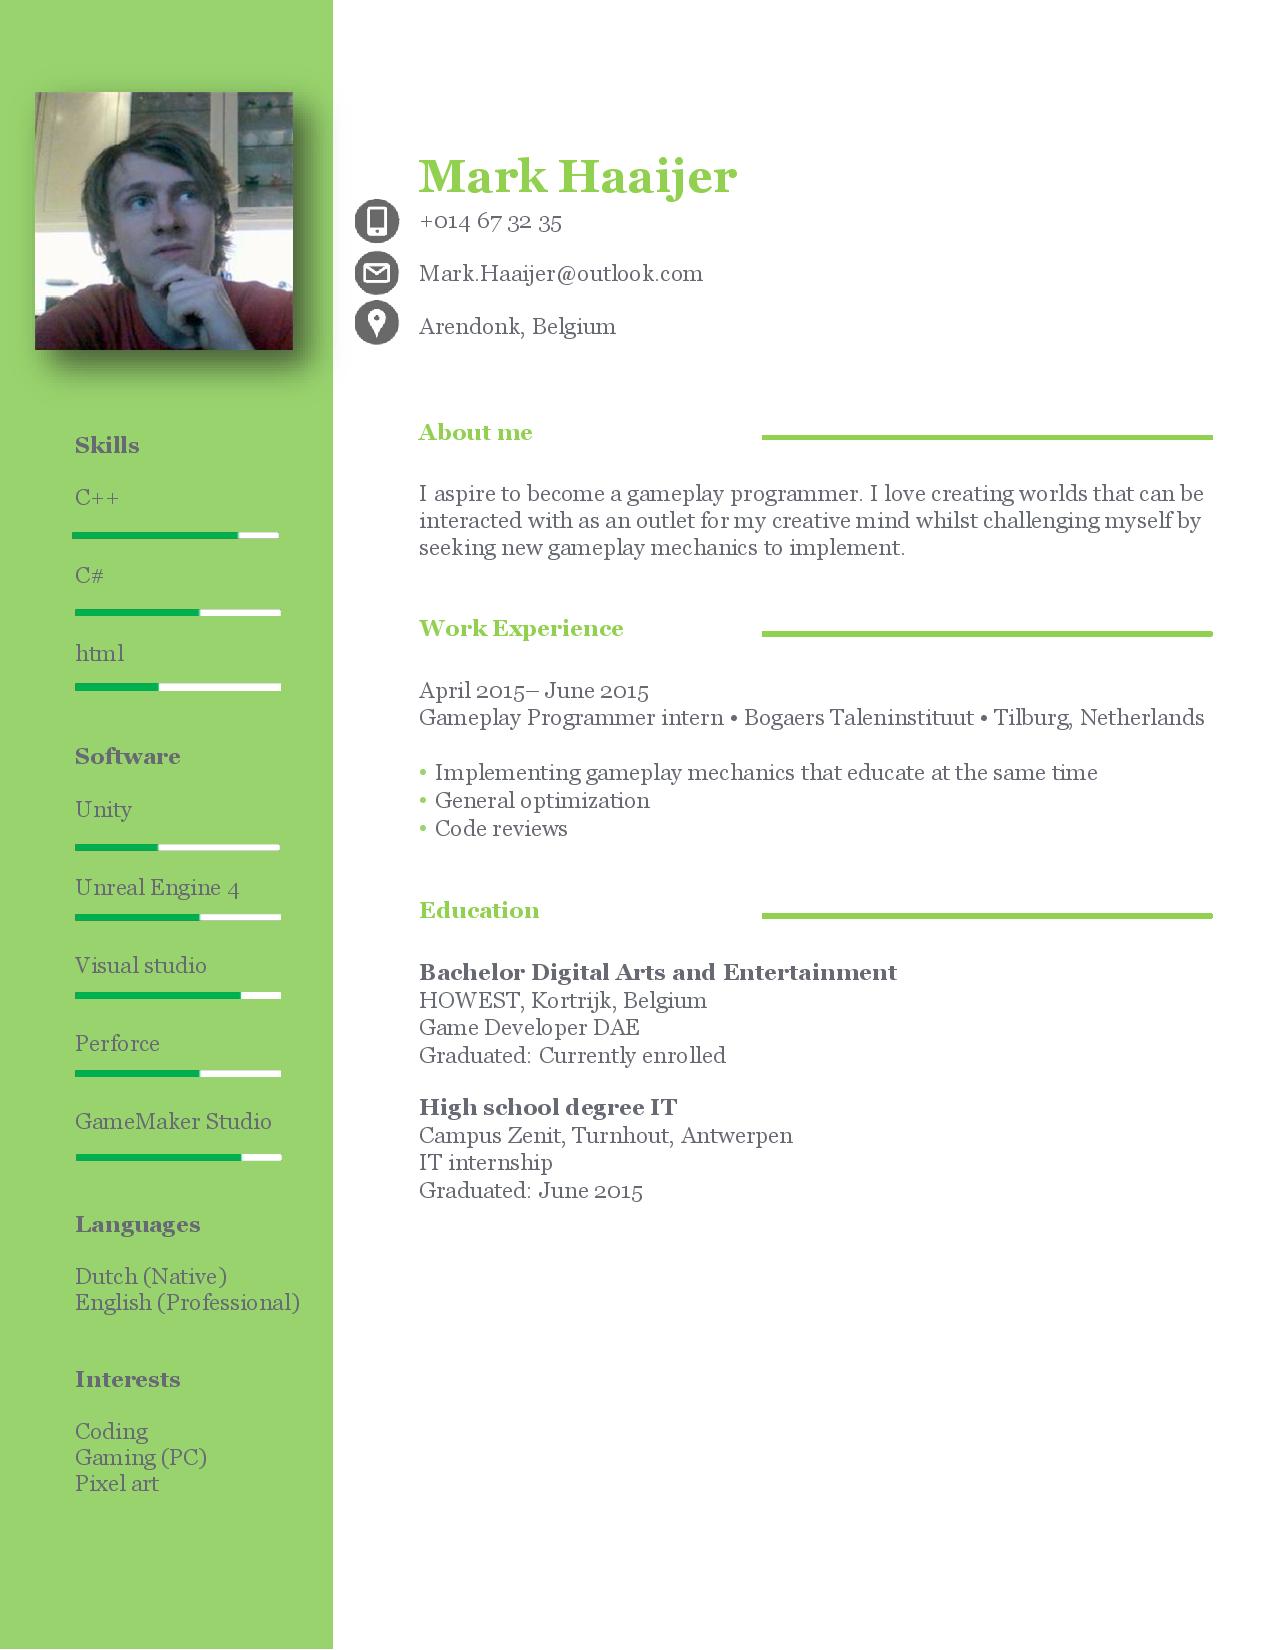 Mark Haaijer
+014 67 32 35
Mark.Haaijer@outlook.com
Arendonk, Belgium
Skills
C++
C#
html
Software
Unity
Unreal Engine 4
Visual studio
Perforce
GameMaker Studio
Languages
Dutch (Native)
English (Professional)
Interests
Coding
Gaming (PC)
Pixel art
About me
I aspire to become a gameplay programmer. I love creating worlds that can be
interacted with as an outlet for my creative mind whilst challenging myself by
seeking new gameplay mechanics to implement.
Work Experience
April 2015– June 2015
Gameplay Programmer intern • Bogaers Taleninstituut • Tilburg, Netherlands
• Implementing gameplay mechanics that educate at the same time
• General optimization
• Code reviews
Education
Bachelor Digital Arts and Entertainment
HOWEST, Kortrijk, Belgium
Game Developer DAE
Graduated: Currently enrolled
High school degree IT
Campus Zenit, Turnhout, Antwerpen
IT internship
Graduated: June 2015